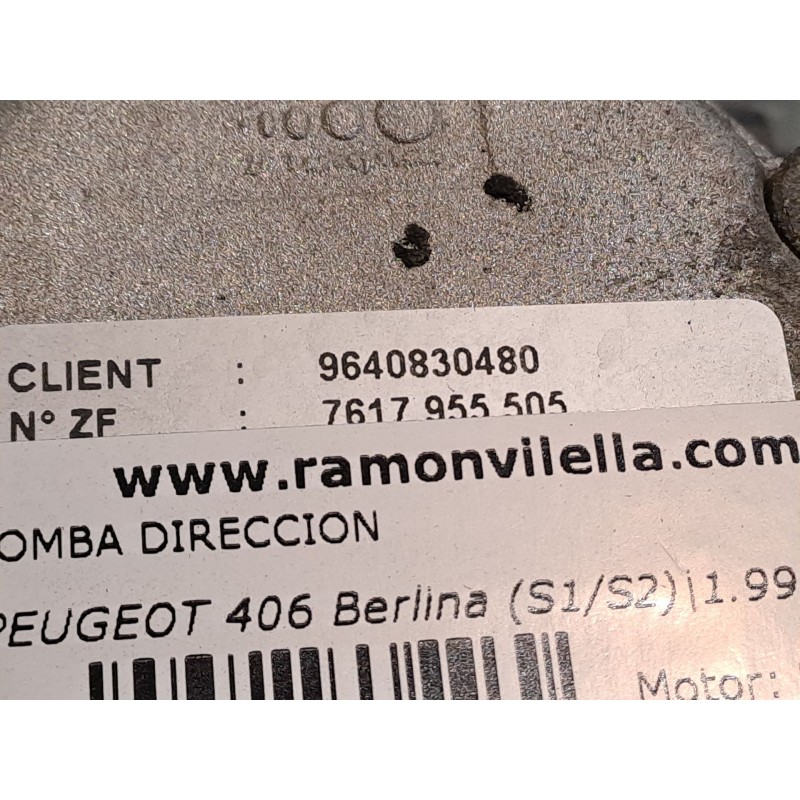 CLIENT : 9640830480
N° ZF : 7617 955 505
www.ramonvilella.com
OMBA DIRECCION
PEUGEOT 406 Berlina (S1/S2)|1.99
Motor: